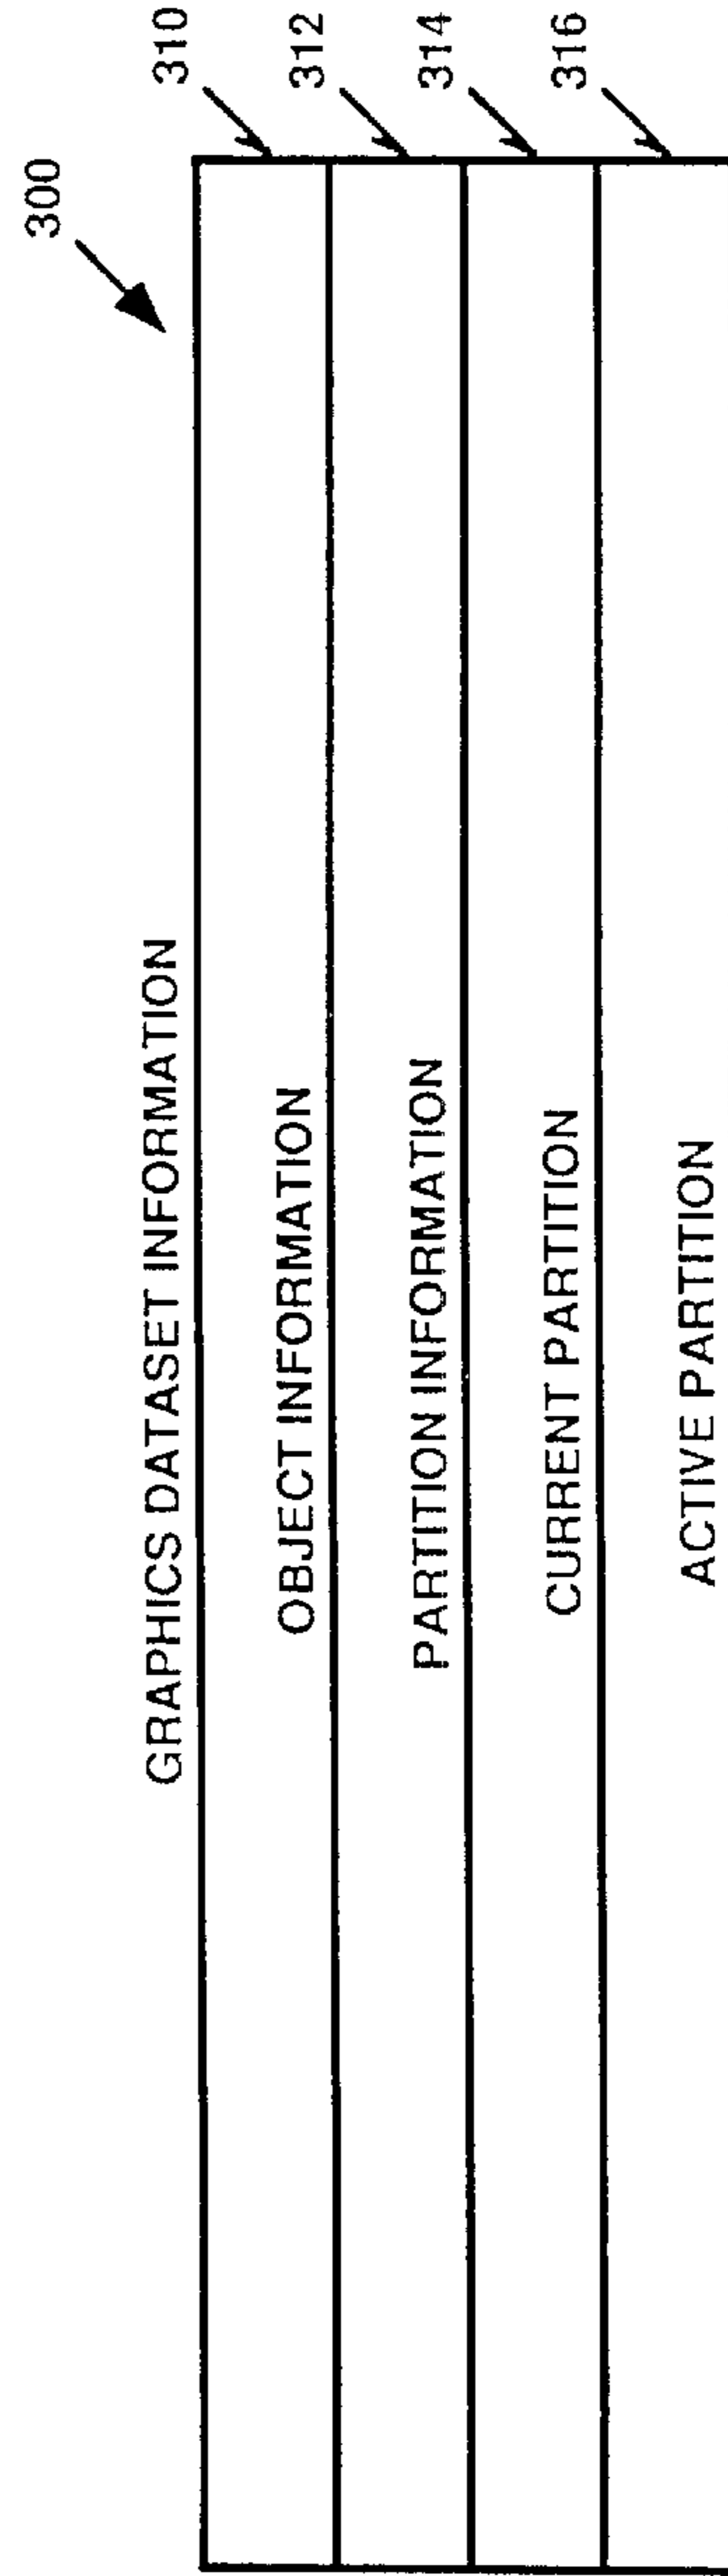 300
GRAPHICS DATASET INFORMATION
OBJECT INFORMATION
310
PARTITION INFORMATION
312
CURRENT PARTITION
314
ACTIVE PARTITION
316